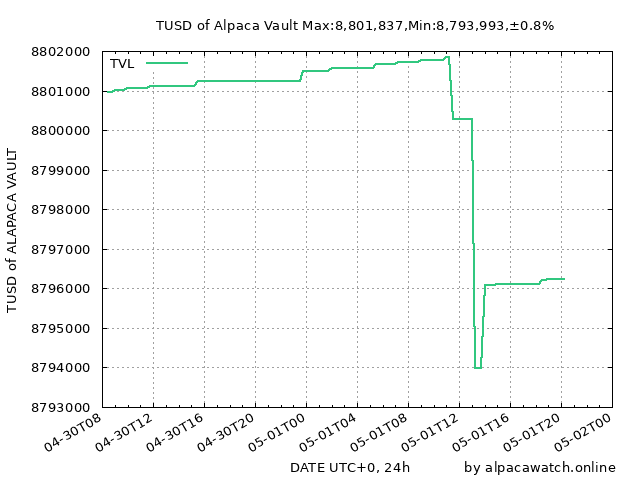 TUSD of Alpaca Vault Max:8,801,837,Min:8,793,993,±0.8%
TVL
8802000
8801000
8800000
8799000
8798000
8797000
8796000
8795000
8794000
8793000
TUSD of ALAPACA VAULT
04-30T08
04-30T12
04-30T16
04-30T20
05-01T00
05-01T04
05-01T08
05-01T12
05-01T16
05-01T20
05-02T00
DATE UTC+0, 24h
by alpacawatch.online